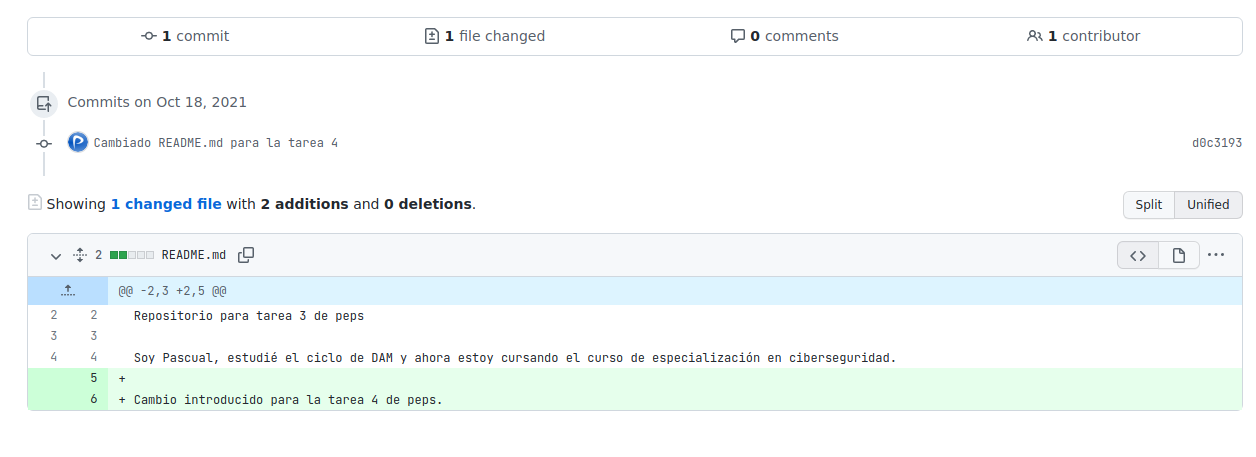 1 commit 1 file changed 0 comments 1 contributor
Commits on Oct 18, 2021
Cambiado README.md para la tarea 4 d0c3193
Showing 1 changed file with 2 additions and 0 deletions. Split Unified
2 README.md
@@ -2,3 +2,5 @@
2 2 Repositorio para tarea 3 de peps
3 3
4 4 Soy Pascual, estudié el ciclo de DAM y ahora estoy cursando el curso de especialización en ciberseguridad.
5 +
6 + Cambio introducido para la tarea 4 de peps.